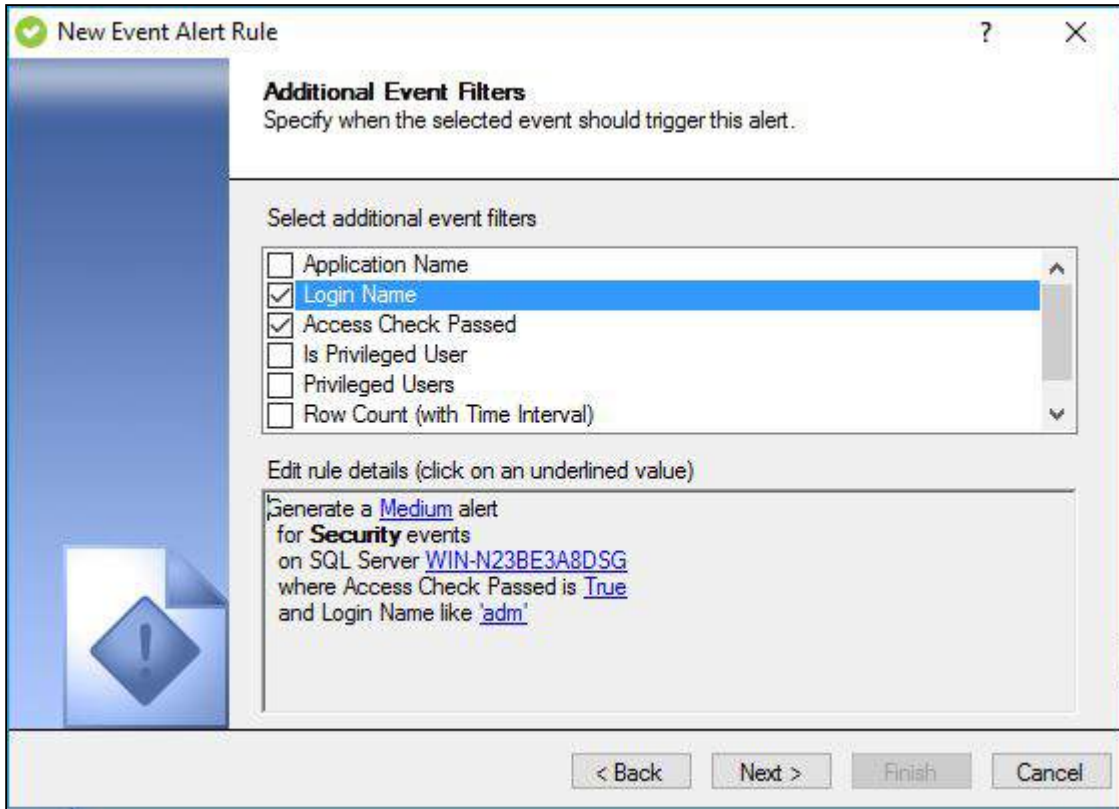 New Event Alert Rule
?
Additional Event Filters
Specify when the selected event should trigger this alert.
Select additional event filters
Application Name
Login Name
Access Check Passed
Is Privileged User
Privileged Users
Row Count (with Time Interval)
Edit rule details (click on an underlined value)
Generate a Medium alert
for Security events
on SQL Server WIN-N23BE3A8DSG
where Access Check Passed is True
and Login Name like 'adm'
!
< Back Next > Finish Cancel